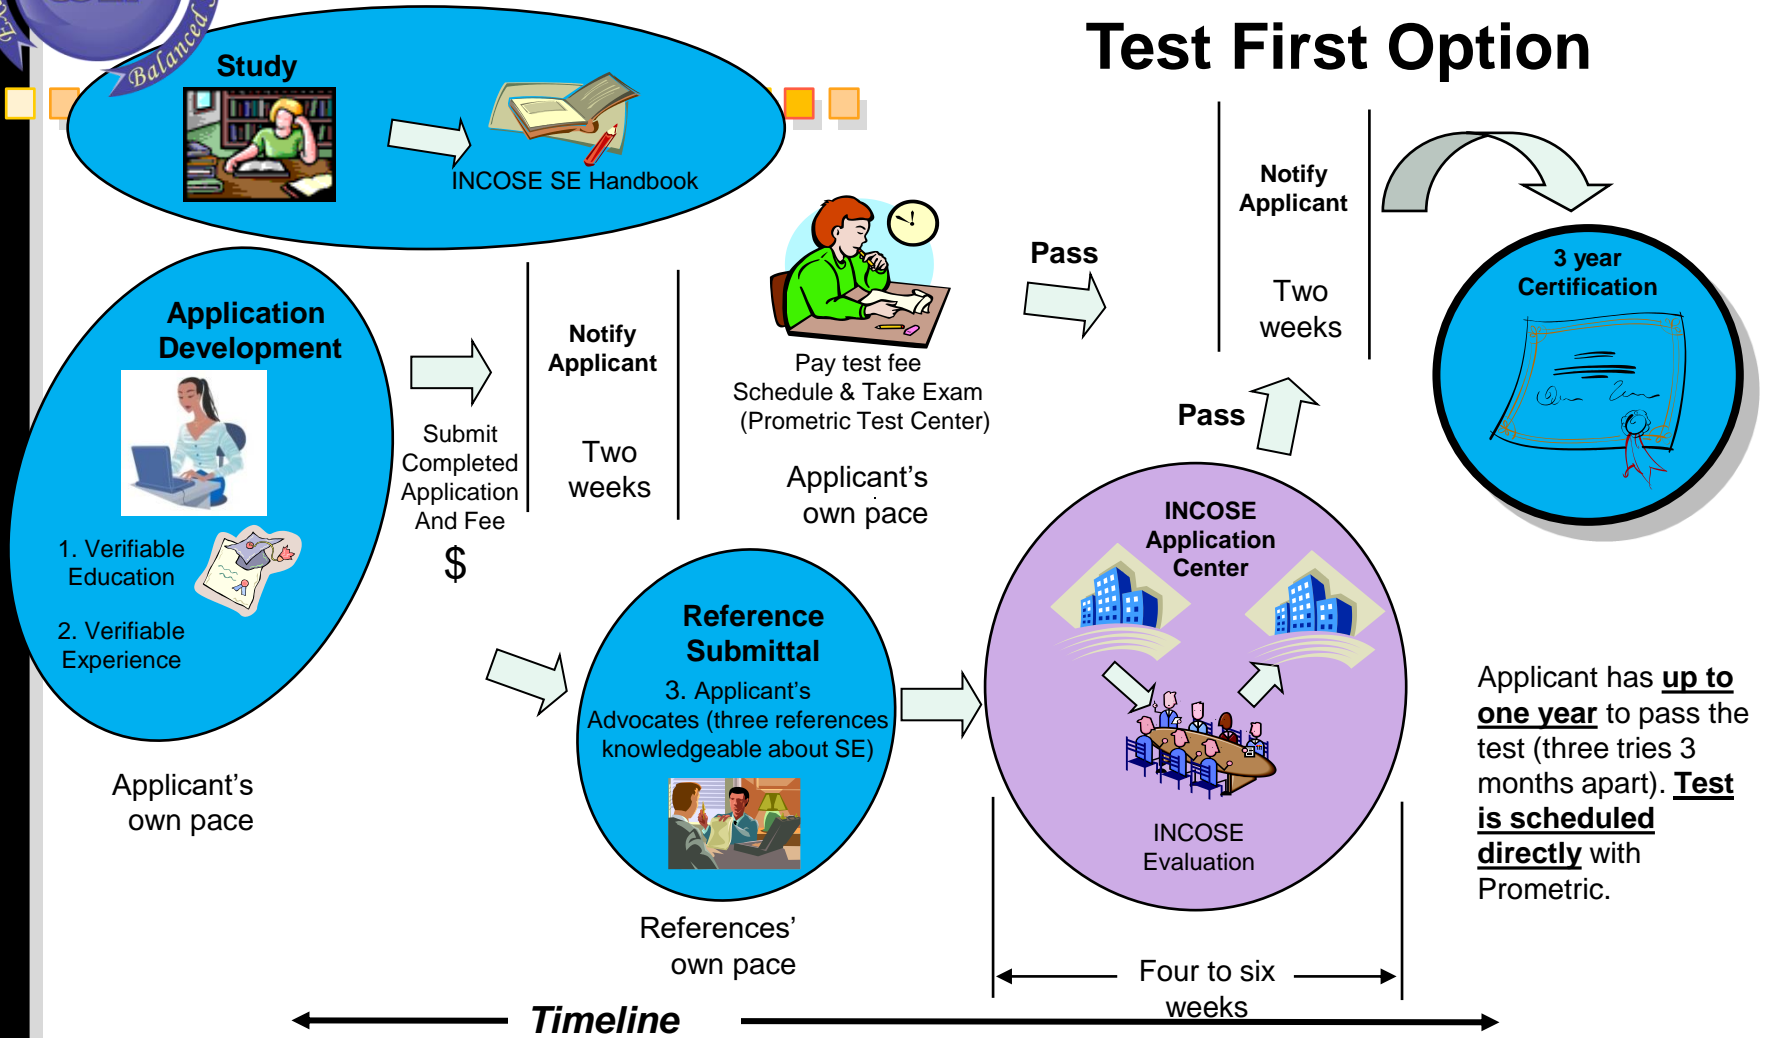 Test First Option
Balanced
Study
INCOSE SE Handbook
Application
Development
1. Verifiable
Education
2. Verifiable
Experience
Applicant’s
own pace
Submit
Completed
Application
And Fee
$
Notify
Applicant
Two
weeks
Pay test fee
Schedule & Take Exam
(Prometric Test Center)
Applicant’s
own pace
Pass
Reference
Submittal
3. Applicant’s
Advocates (three references
knowledgeable about SE)
References’
own pace
INCOSE
Application
Center
INCOSE
Evaluation
Four to six
weeks
Pass
Notify
Applicant
Two
weeks
3 year
Certification
Applicant has up to
one year to pass the
test (three tries 3
months apart). Test
is scheduled
directly with
Prometric.
Timeline